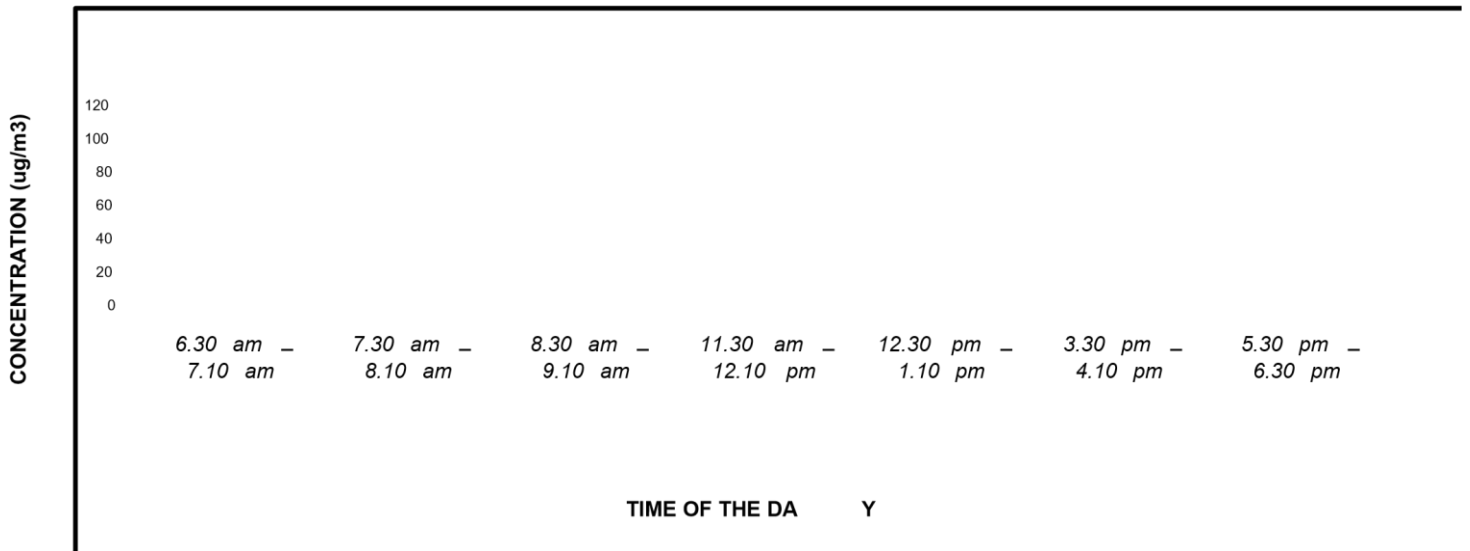 CONCENTRATION (ug/m3)
120
100
80
60
40
20
0
6.30 am – 7.30 am – 8.30 am – 11.30 am – 12.30 pm – 3.30 pm – 5.30 pm –
7.10 am 8.10 am 9.10 am 12.10 pm 1.10 pm 4.10 pm 6.30 pm
TIME OF THE DA Y